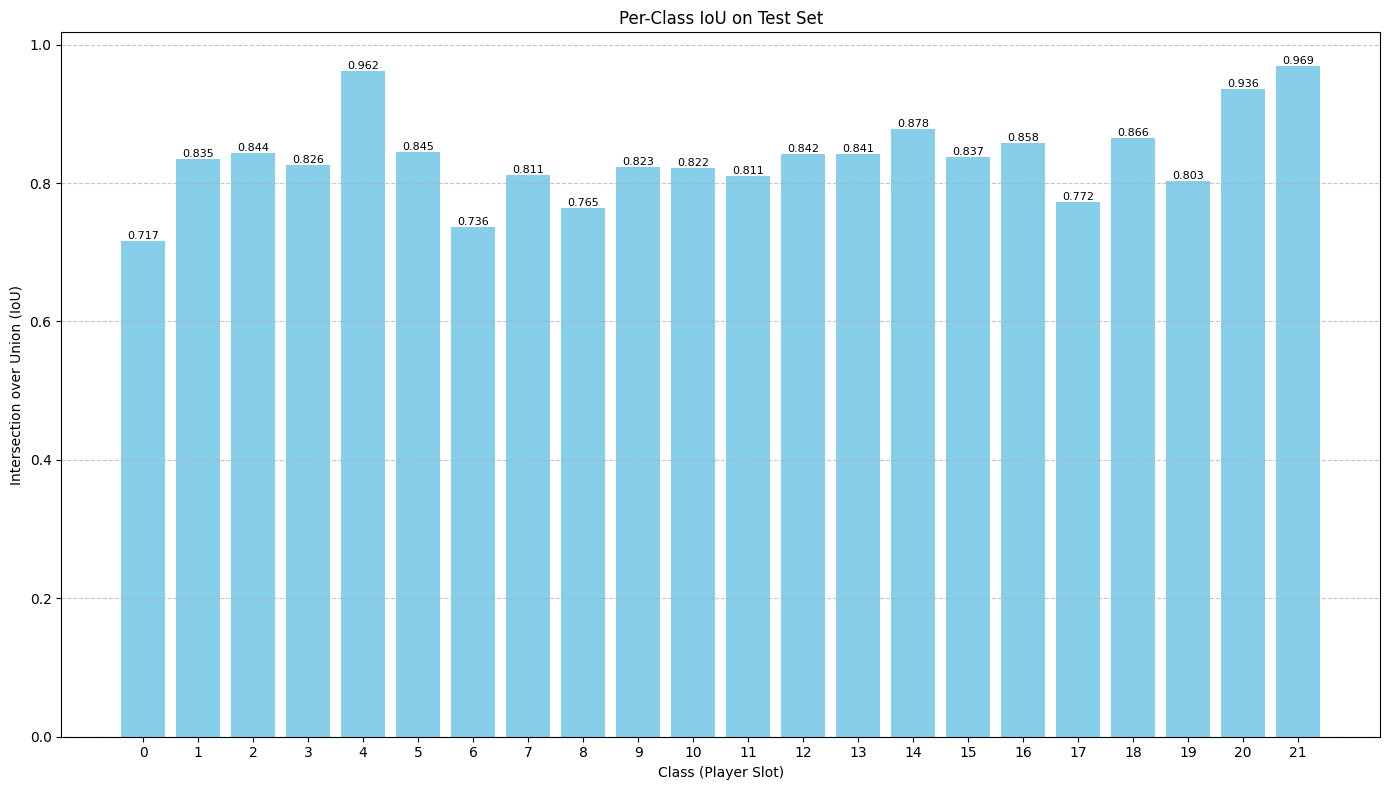 Per-Class IoU on Test Set
Intersection over Union (IoU)
1.0
0.8
0.6
0.4
0.2
0.0
0.717 0.835 0.844 0.826 0.962 0.845 0.736 0.811 0.765 0.823 0.822 0.811 0.842 0.841 0.878 0.837 0.858 0.772 0.866 0.803 0.936 0.969
0 1 2 3 4 5 6 7 8 9 10 11 12 13 14 15 16 17 18 19 20 21
Class (Player Slot)